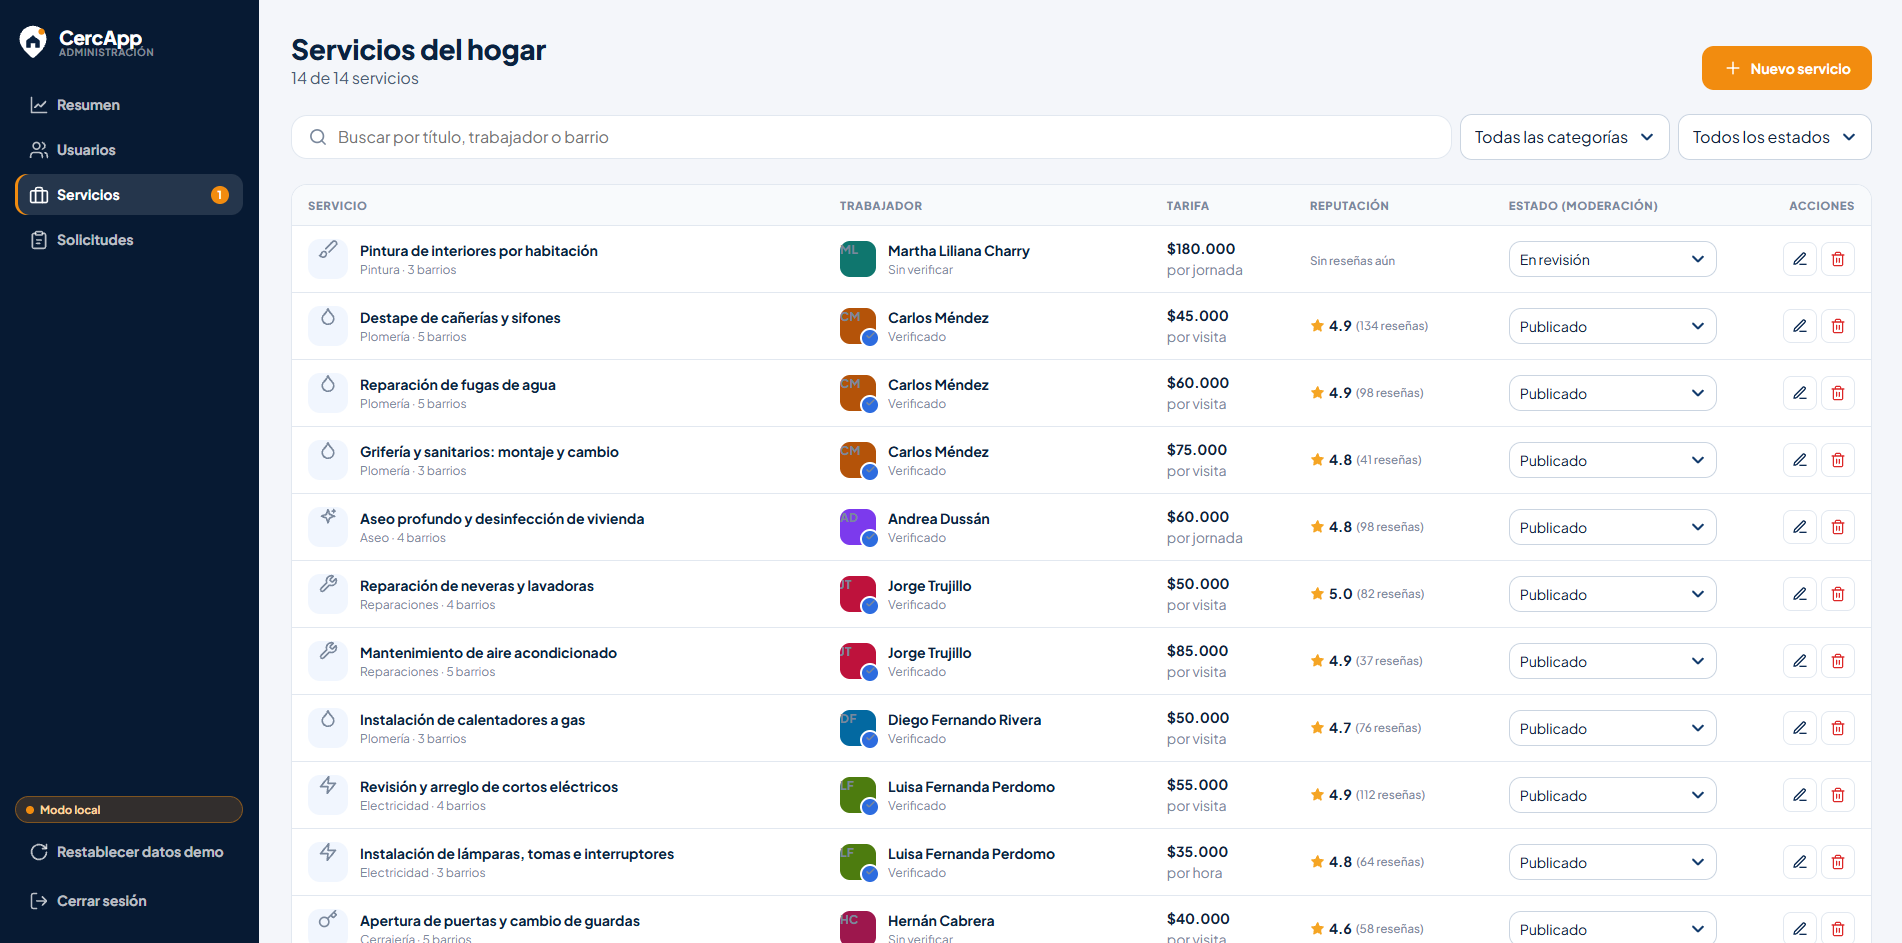 CercApp
ADMINISTRACIÓN
Resumen
Usuarios
Servicios 1
Solicitudes
Modo local
Restablecer datos demo
Cerrar sesión
Servicios del hogar
14 de 14 servicios
Nuevo servicio
Buscar por título, trabajador o barrio
Todas las categorías
Todos los estados
SERVICIO TRABAJADOR TARIFA REPUTACIÓN ESTADO (MODERACIÓN) ACCIONES
Pintura de interiores por habitación
Pintura · 3 barrios
ML
Martha Liliana Charry
Sin verificar
$180.000
por jornada
Sin reseñas aún
En revisión
Destape de cañerías y sifones
Plomería · 5 barrios
CM
Carlos Méndez
Verificado
$45.000
por visita
4.9 (134 reseñas)
Publicado
Reparación de fugas de agua
Plomería · 5 barrios
CM
Carlos Méndez
Verificado
$60.000
por visita
4.9 (98 reseñas)
Publicado
Grifería y sanitarios: montaje y cambio
Plomería · 3 barrios
CM
Carlos Méndez
Verificado
$75.000
por visita
4.8 (41 reseñas)
Publicado
Aseo profundo y desinfección de vivienda
Aseo · 4 barrios
AD
Andrea Dussán
Verificado
$60.000
por jornada
4.8 (98 reseñas)
Publicado
Reparación de neveras y lavadoras
Reparaciones · 4 barrios
JT
Jorge Trujillo
Verificado
$50.000
por visita
5.0 (82 reseñas)
Publicado
Mantenimiento de aire acondicionado
Reparaciones · 5 barrios
JT
Jorge Trujillo
Verificado
$85.000
por visita
4.9 (37 reseñas)
Publicado
Instalación de calentadores a gas
Plomería · 3 barrios
DF
Diego Fernando Rivera
Verificado
$50.000
por visita
4.7 (76 reseñas)
Publicado
Revisión y arreglo de cortos eléctricos
Electricidad · 4 barrios
LF
Luisa Fernanda Perdomo
Verificado
$55.000
por visita
4.9 (112 reseñas)
Publicado
Instalación de lámparas, tomas e interruptores
Electricidad · 3 barrios
LF
Luisa Fernanda Perdomo
Verificado
$35.000
por hora
4.8 (64 reseñas)
Publicado
Apertura de puertas y cambio de guardas
Cerrajería · 5 barrios
HC
Hernán Cabrera
Sin verificar
$40.000
por visita
4.6 (58 reseñas)
Publicado